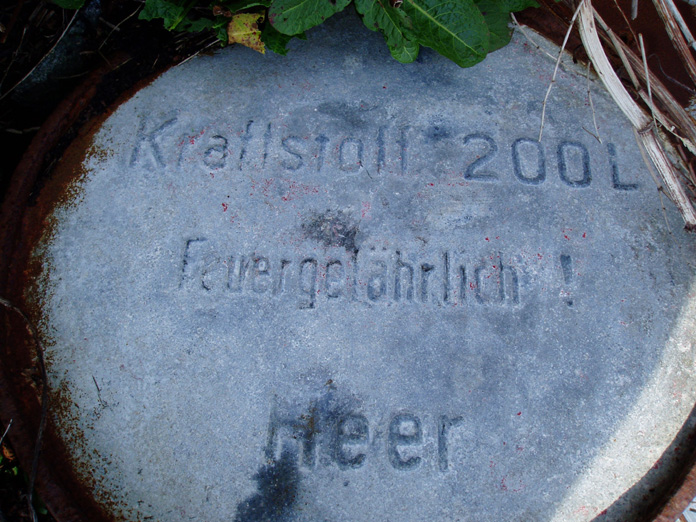 Kraftstoff 200L
Feuergefährlich !
Heer